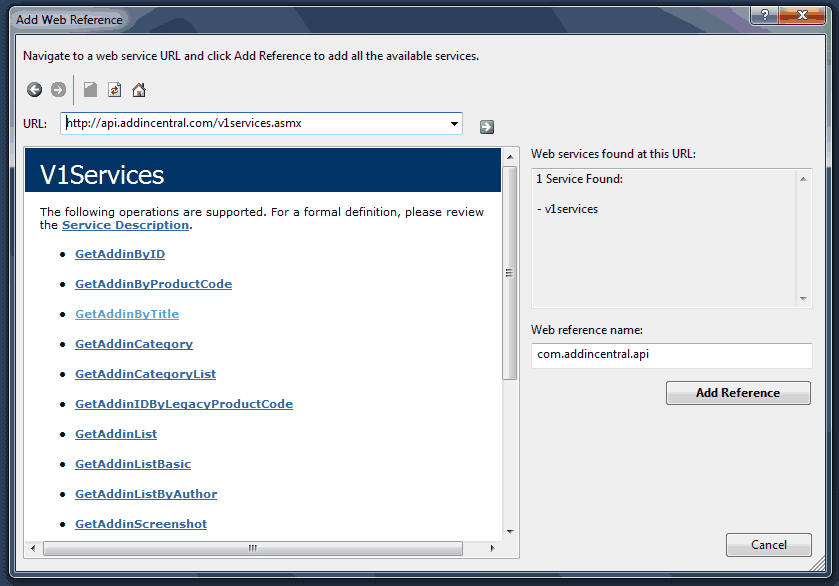 Add Web Reference
Navigate to a web service URL and click Add Reference to add all the available services.
URL:
http://api.addincentral.com/v1services.asmx
V1Services
The following operations are supported. For a formal definition, please review
the Service Description.
GetAddinByID
GetAddinByProductCode
GetAddinByTitle
GetAddinCategory
GetAddinCategoryList
GetAddinIDByLegacyProductCode
GetAddinList
GetAddinListBasic
GetAddinListByAuthor
GetAddinScreenshot
Web services found at this URL:
1 Service Found:
- v1services
Web reference name:
com.addincentral.api
Add Reference
Cancel